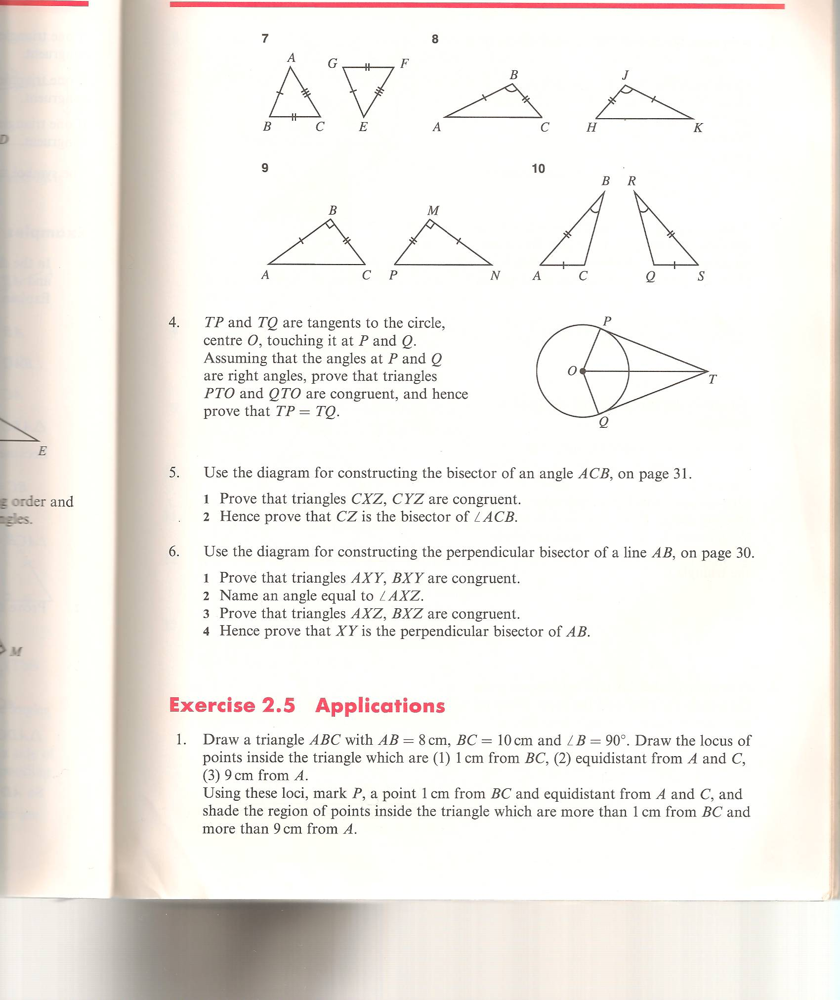 7
8
A
G
F
B
C
E
B
J
A
C
H
K
9
10
B
M
B
R
A
C
P
N
A
C
Q
S
4. TP and TQ are tangents to the circle,
centre O, touching it at P and Q.
Assuming that the angles at P and Q
are right angles, prove that triangles
PTO and QTO are congruent, and hence
prove that TP = TQ.
P
O
T
Q
5. Use the diagram for constructing the bisector of an angle ACB, on page 31.
1 Prove that triangles CXZ, CYZ are congruent.
2 Hence prove that CZ is the bisector of ∠ACB.
6. Use the diagram for constructing the perpendicular bisector of a line AB, on page 30.
1 Prove that triangles AXY, BXY are congruent.
2 Name an angle equal to ∠AXZ.
3 Prove that triangles AXZ, BXZ are congruent.
4 Hence prove that XY is the perpendicular bisector of AB.
Exercise 2.5 Applications
1. Draw a triangle ABC with AB = 8 cm, BC = 10 cm and ∠B = 90°. Draw the locus of
points inside the triangle which are (1) 1 cm from BC, (2) equidistant from A and C,
(3) 9 cm from A.
Using these loci, mark P, a point 1 cm from BC and equidistant from A and C, and
shade the region of points inside the triangle which are more than 1 cm from BC and
more than 9 cm from A.
D
E
order and
M